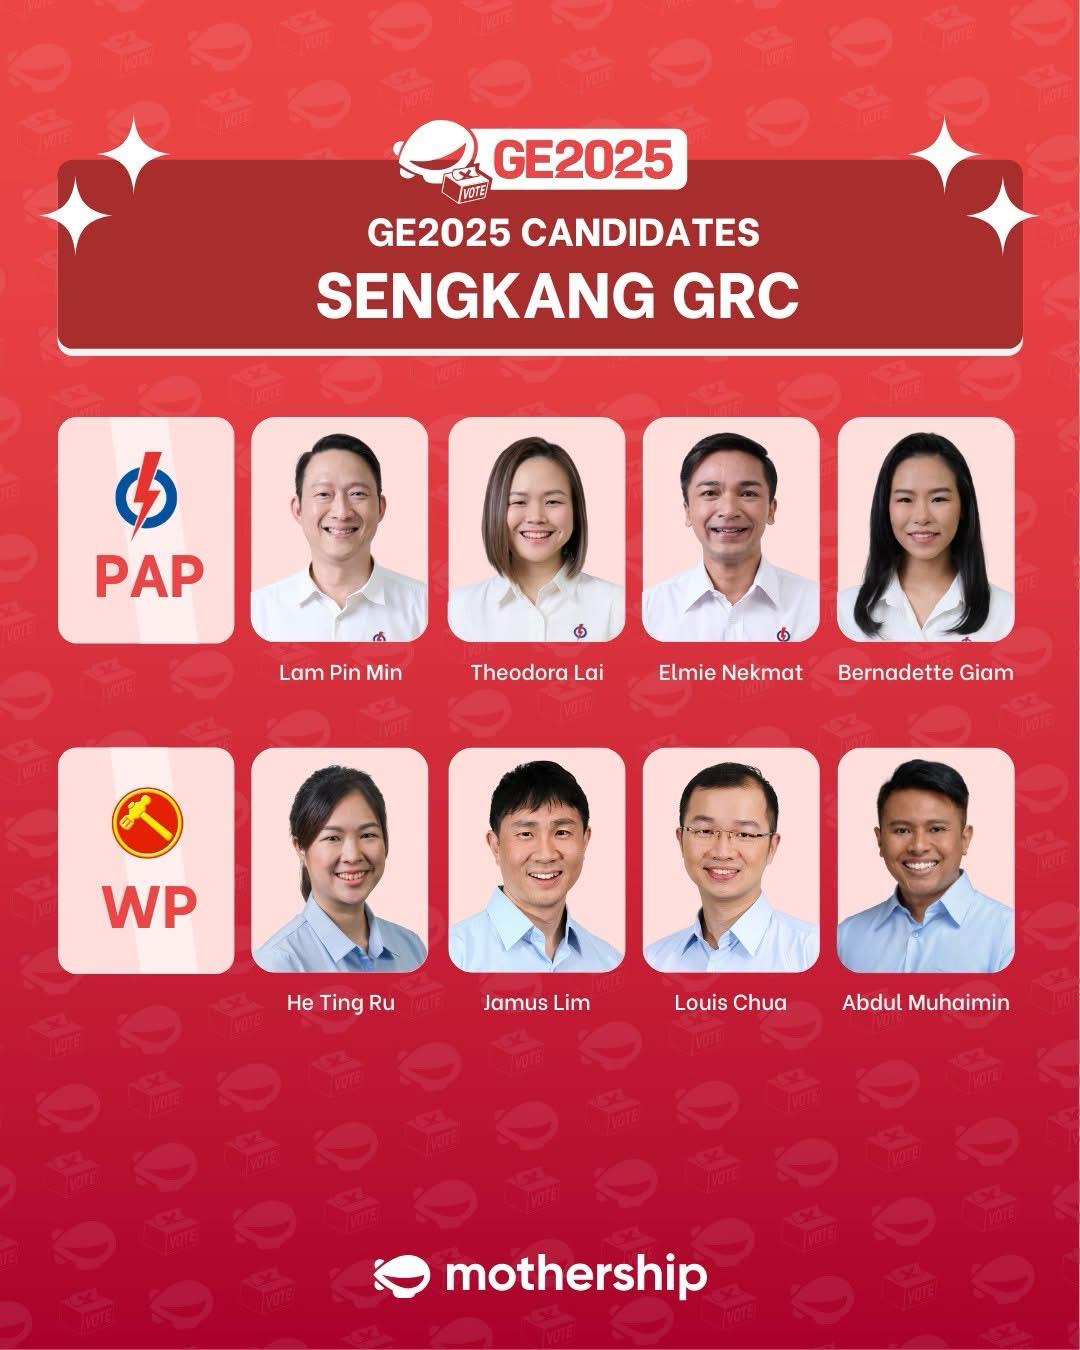 GE2025
VOTE
GE2025 CANDIDATES
SENGKANG GRC
PAP
Lam Pin Min
Theodora Lai
Elmie Nekmat
Bernadette Giam
WP
He Ting Ru
Jamus Lim
Louis Chua
Abdul Muhaimin
mothership